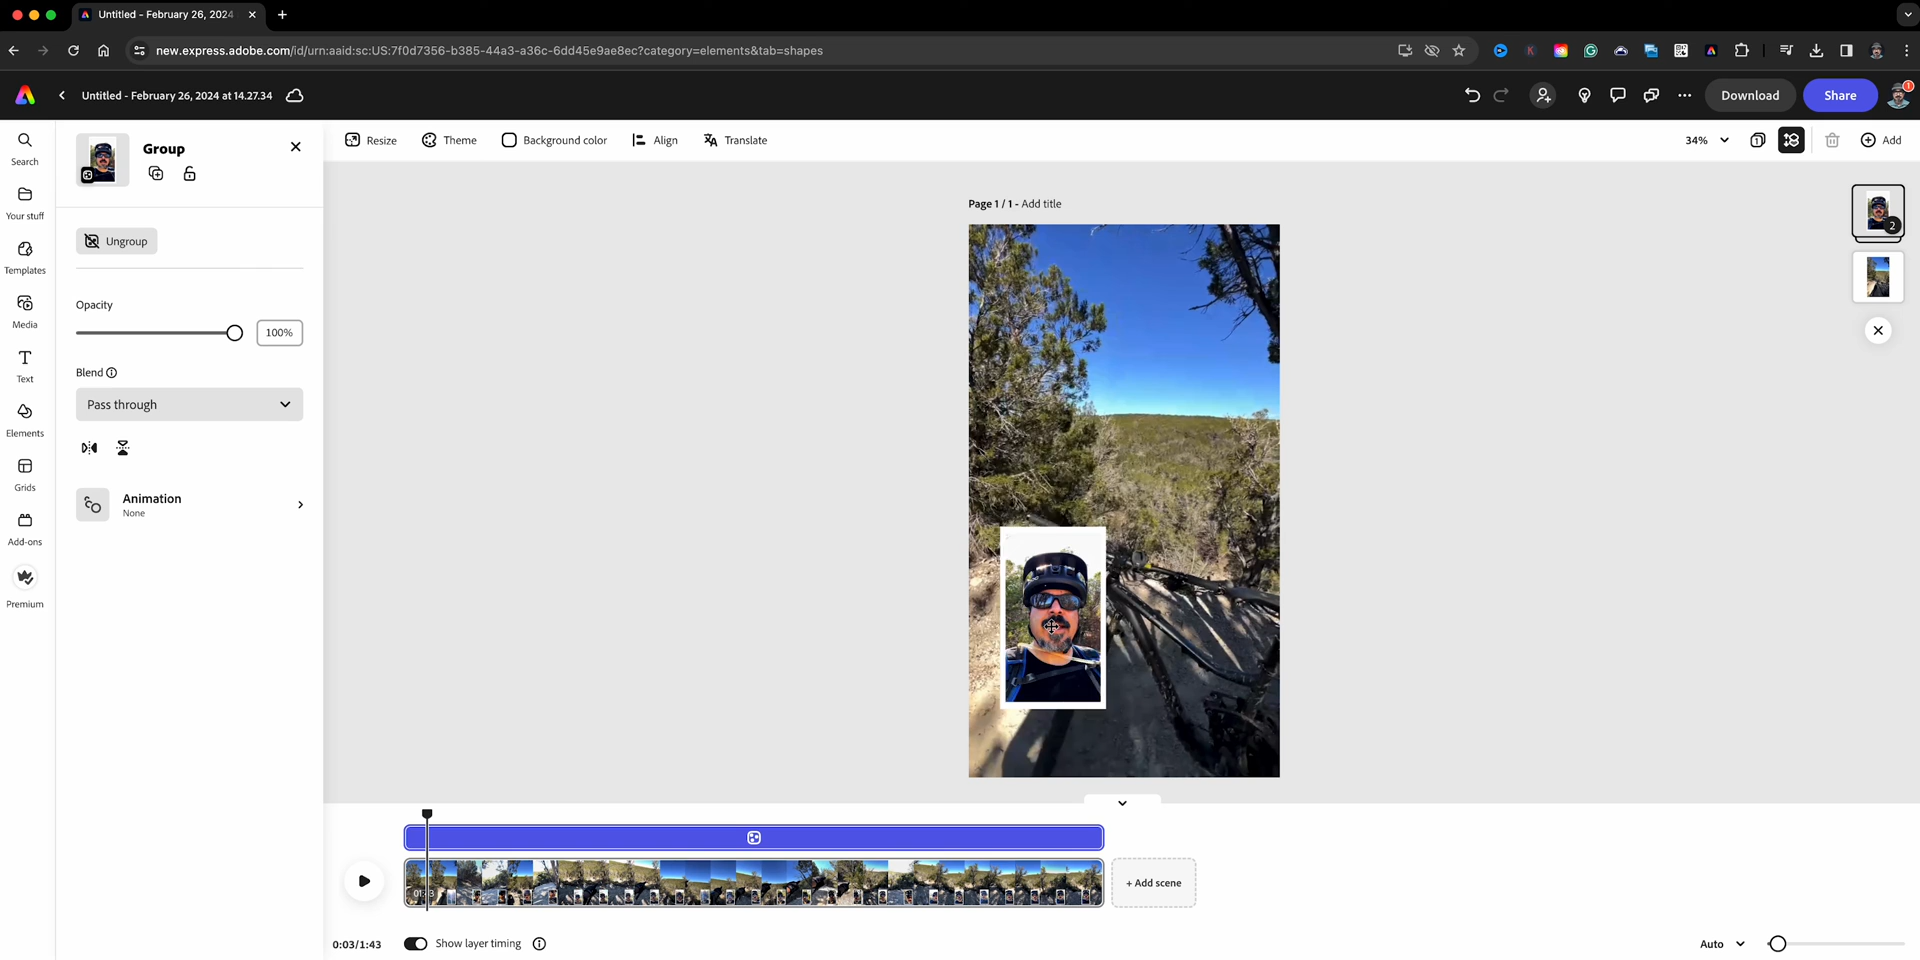 Untitled - February 26, 2024
new.express.adobe.com/id/urn:aaid:sc:US:7f0d7356-b385-44a3-a36c-6dd45e9ae8ec?category=elements&tab=shapes
Untitled - February 26, 2024 at 14.27.34
Download
Share
1
Search
Your stuff
Templates
Media
Text
Elements
Grids
Add-ons
Premium
Group
Ungroup
Opacity
100%
Blend
Pass through
Animation
None
Resize
Theme
Background color
Align
Translate
34%
1
Add
Page 1 / 1 - Add title
2
+ Add scene
0:03/1:43
Show layer timing
Auto